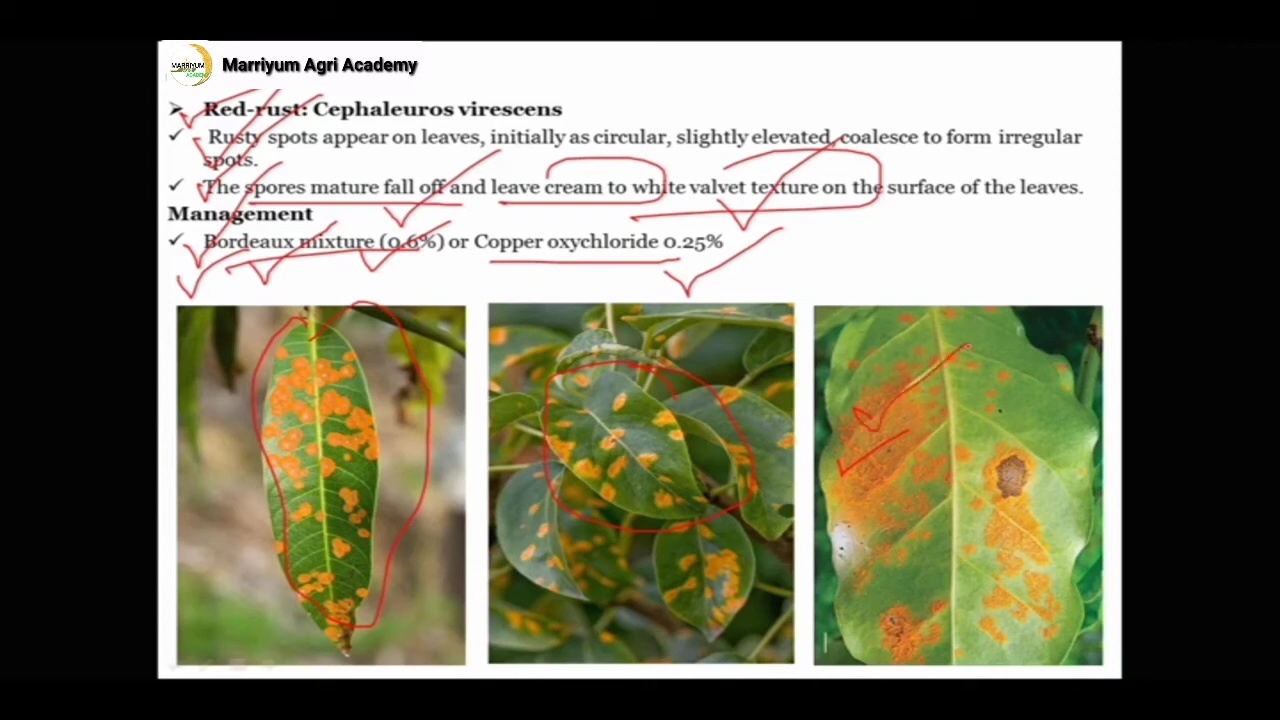 MARRIYUM
ACADEMY
Marriyum Agri Academy
➤ Red-rust: Cephaleuros virescens
✓ Rusty spots appear on leaves, initially as circular, slightly elevated, coalesce to form irregular
spots.
✓ The spores mature fall off and leave cream to white valvet texture on the surface of the leaves.
Management
✓ Bordeaux mixture (0.6%) or Copper oxychloride 0.25%